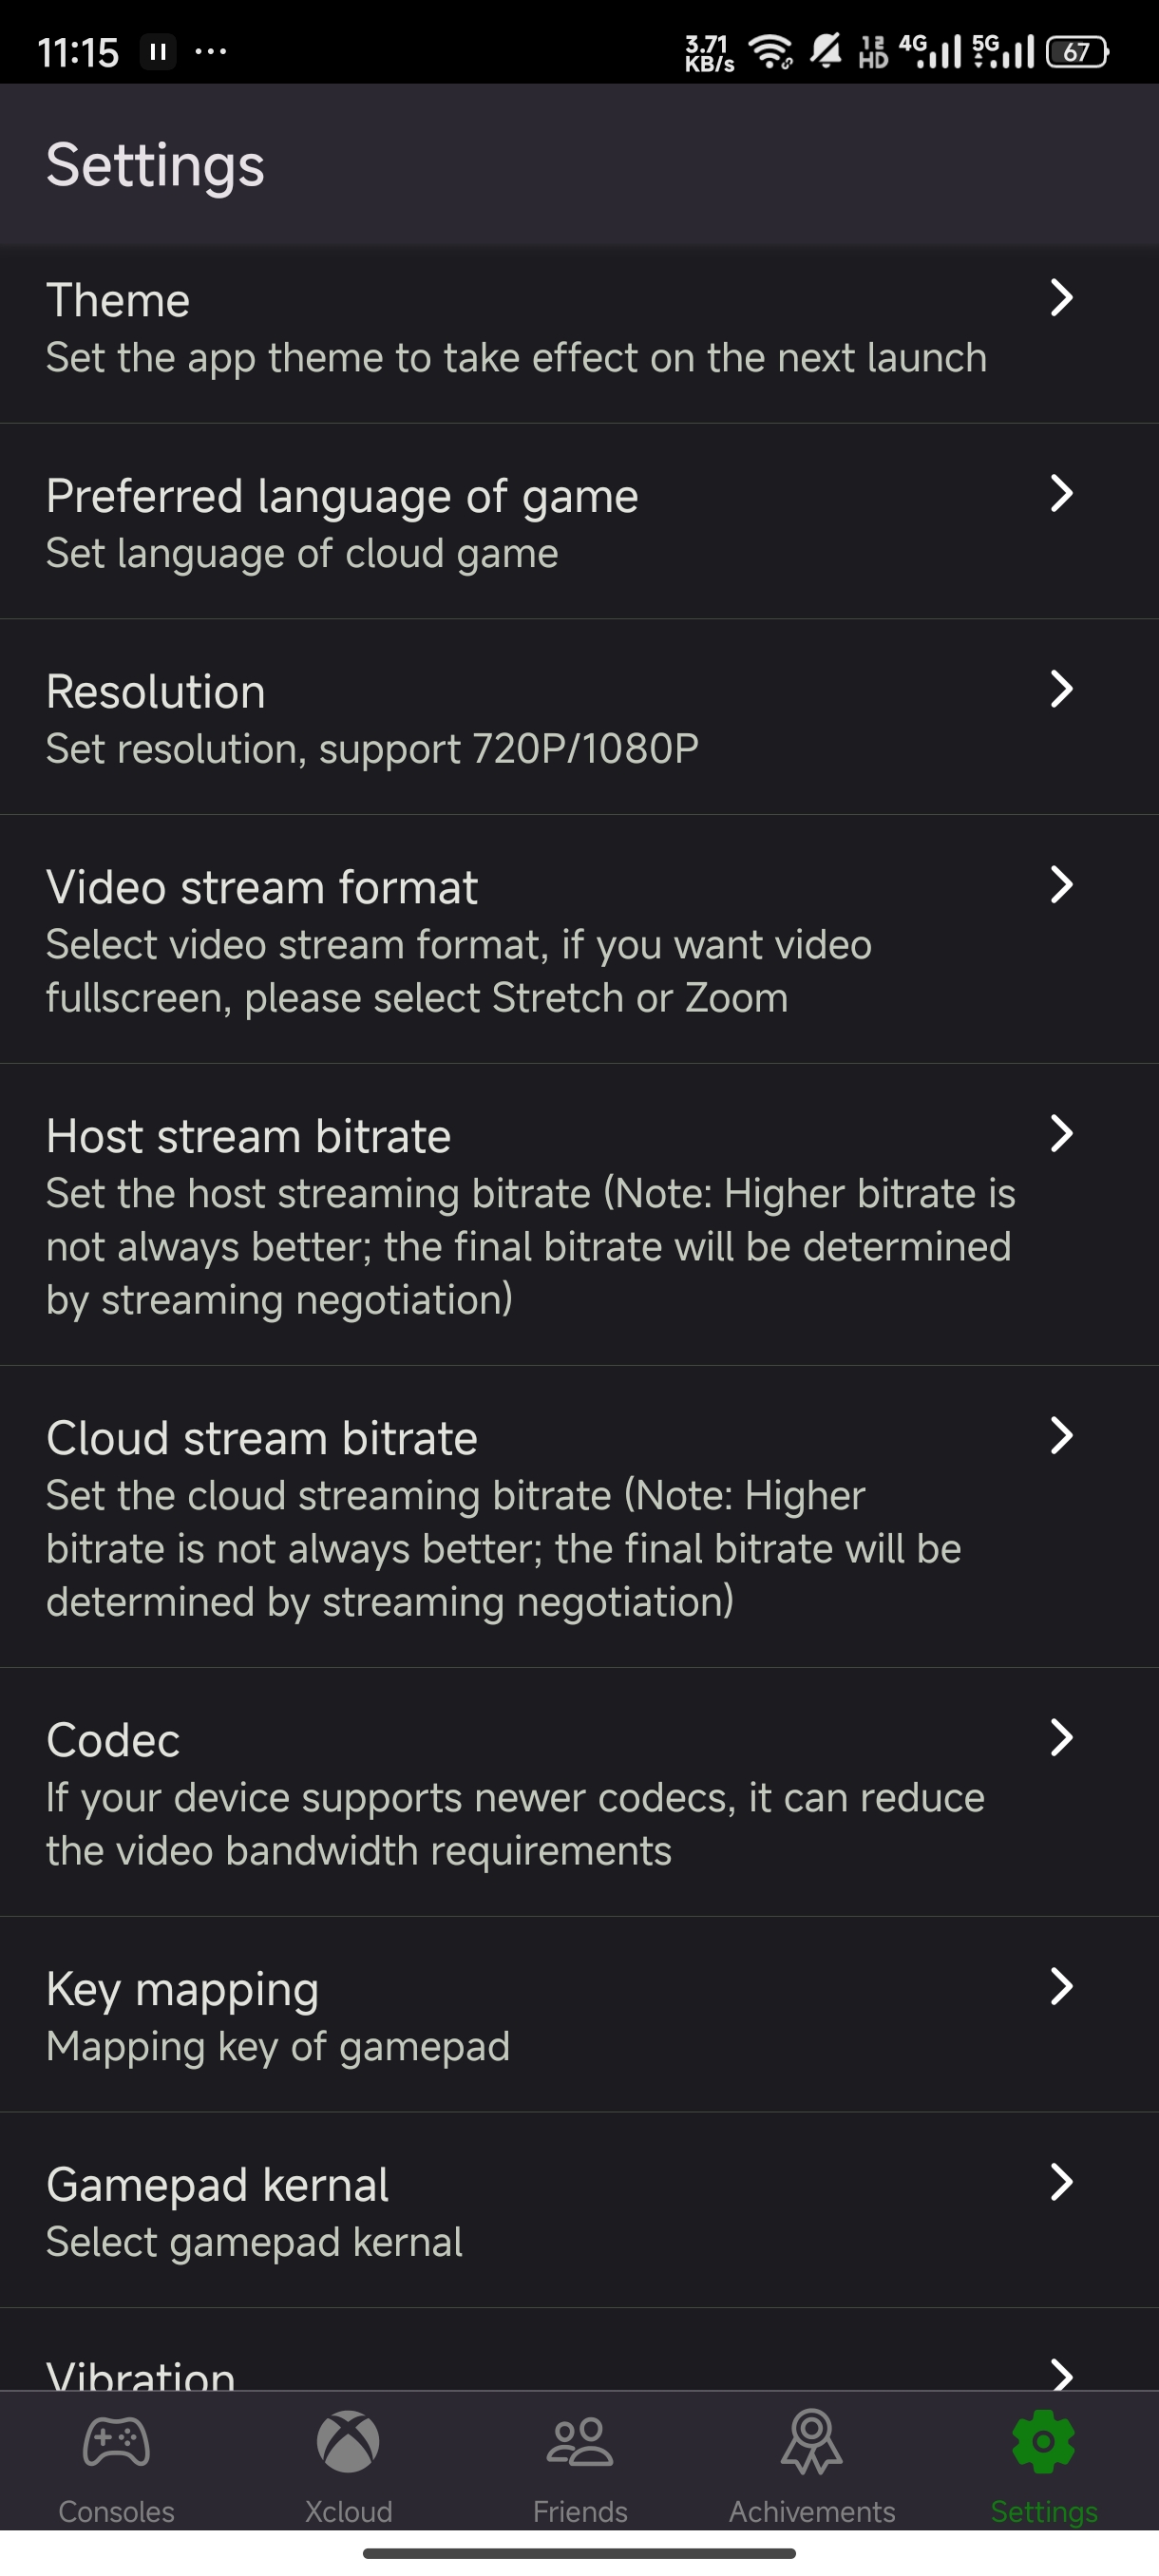 11:15
3.71
KB/s
12
HD
4G
5G
67
Settings
Theme
Set the app theme to take effect on the next launch
Preferred language of game
Set language of cloud game
Resolution
Set resolution, support 720P/1080P
Video stream format
Select video stream format, if you want video
fullscreen, please select Stretch or Zoom
Host stream bitrate
Set the host streaming bitrate (Note: Higher bitrate is
not always better; the final bitrate will be determined
by streaming negotiation)
Cloud stream bitrate
Set the cloud streaming bitrate (Note: Higher
bitrate is not always better; the final bitrate will be
determined by streaming negotiation)
Codec
If your device supports newer codecs, it can reduce
the video bandwidth requirements
Key mapping
Mapping key of gamepad
Gamepad kernal
Select gamepad kernal
Vibration
Consoles
Xcloud
Friends
Achivements
Settings